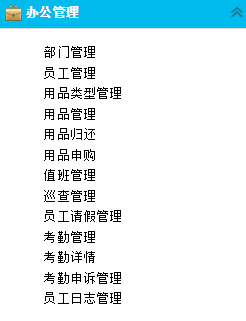 办公管理
部门管理
员工管理
用品类型管理
用品管理
用品归还
用品申购
值班管理
巡查管理
员工请假管理
考勤管理
考勤详情
考勤申诉管理
员工日志管理